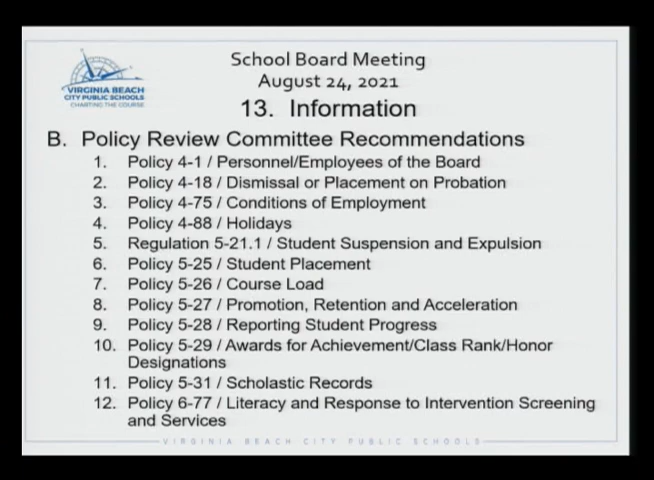 VIRGINIA BEACH
CITY PUBLIC SCHOOLS
CHARTING THE COURSE
School Board Meeting
August 24, 2021
13. Information
B. Policy Review Committee Recommendations
1. Policy 4-1 / Personnel/Employees of the Board
2. Policy 4-18 / Dismissal or Placement on Probation
3. Policy 4-75 / Conditions of Employment
4. Policy 4-88 / Holidays
5. Regulation 5-21.1 / Student Suspension and Expulsion
6. Policy 5-25 / Student Placement
7. Policy 5-26 / Course Load
8. Policy 5-27 / Promotion, Retention and Acceleration
9. Policy 5-28 / Reporting Student Progress
10. Policy 5-29 / Awards for Achievement/Class Rank/Honor
Designations
11. Policy 5-31 / Scholastic Records
12. Policy 6-77 / Literacy and Response to Intervention Screening
and Services
VIRGINIA BEACH CITY PUBLIC SCHOOLS